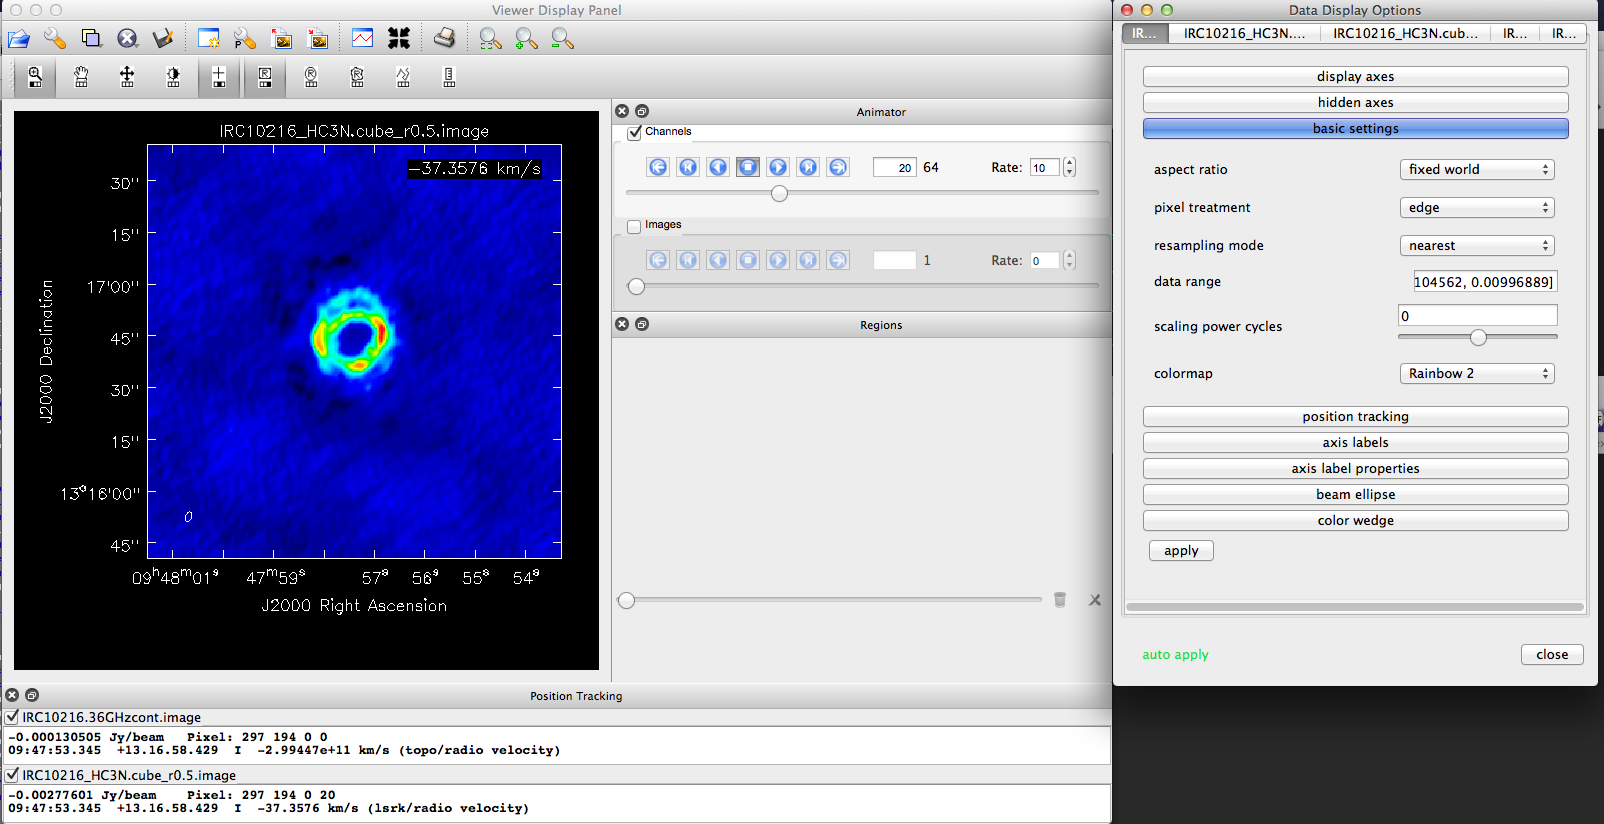 Viewer Display Panel
IRC10216_HC3N.cube_r0.5.image
-37.3576 km/s
30''
15''
17'00''
45''
30''
15''
13°16'00''
45''
J2000 Declination
09ʰ48ᵐ01ˢ 47ᵐ59ˢ 57ˢ 56ˢ 55ˢ 54ˢ
J2000 Right Ascension
Animator
Channels
20 64 Rate: 10
Images
1 Rate: 0
Regions
Position Tracking
IRC10216.36GHzcont.image
-0.000130505 Jy/beam Pixel: 297 194 0 0
09:47:53.345 +13.16.58.429 I -2.99447e+11 km/s (topo/radio velocity)
IRC10216_HC3N.cube_r0.5.image
-0.00277601 Jy/beam Pixel: 297 194 0 20
09:47:53.345 +13.16.58.429 I -37.3576 km/s (lsrk/radio velocity)
Data Display Options
IR... IRC10216_HC3N.... IRC10216_HC3N.cub... IR... IR...
display axes
hidden axes
basic settings
aspect ratio fixed world
pixel treatment edge
resampling mode nearest
data range 104562, 0.00996889]
scaling power cycles 0
colormap Rainbow 2
position tracking
axis labels
axis label properties
beam ellipse
color wedge
apply
auto apply close